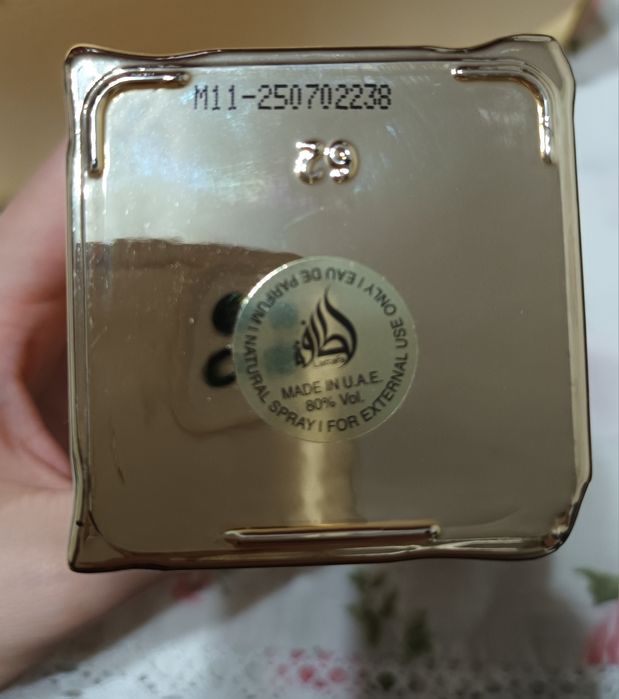 M11-250702238
62
EAU DE PARFUM | NATURAL SPRAY | FOR EXTERNAL USE ONLY |
لطافة
Lattafa
MADE IN U.A.E.
80% Vol.